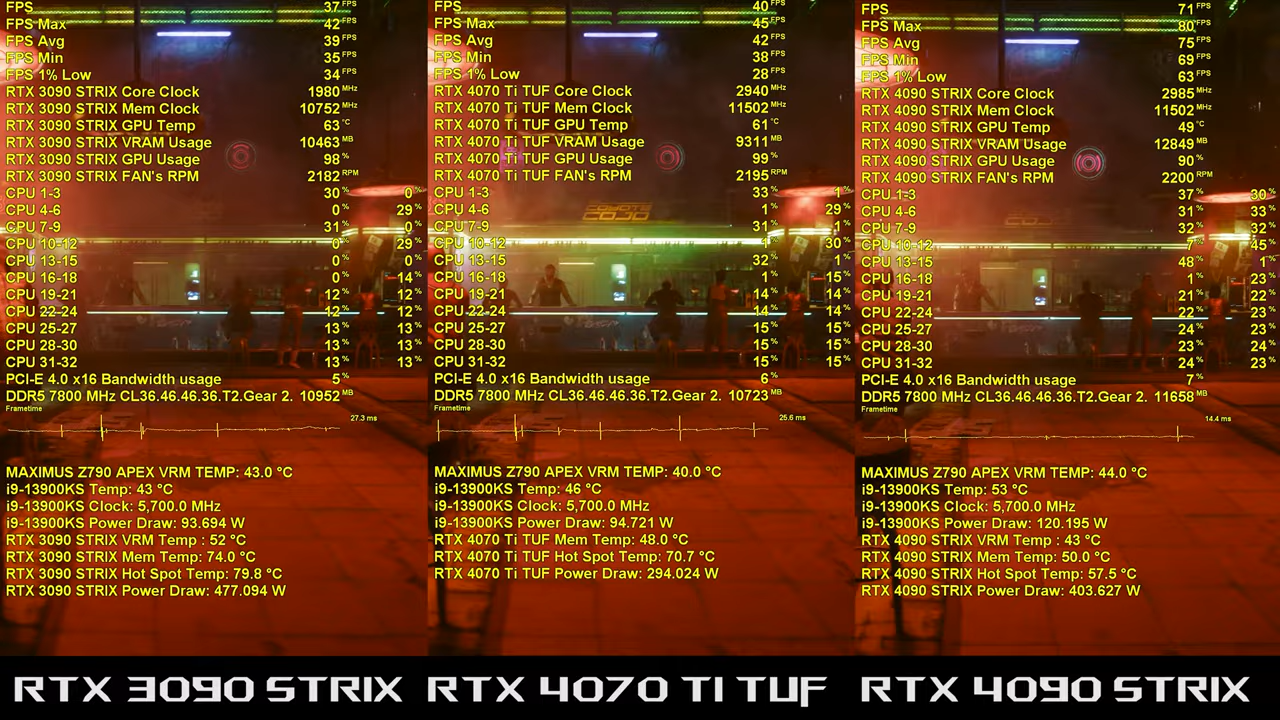 FPS 37 FPS
FPS Max 42 FPS
FPS Avg 39 FPS
FPS Min 35 FPS
FPS 1% Low 34 FPS
RTX 3090 STRIX Core Clock 1980 MHz
RTX 3090 STRIX Mem Clock 10752 MHz
RTX 3090 STRIX GPU Temp 63 °C
RTX 3090 STRIX VRAM Usage 10463 MB
RTX 3090 STRIX GPU Usage 98 %
RTX 3090 STRIX FAN's RPM 2182 RPM
CPU 1-3 30 % 0 %
CPU 4-6 0 % 29 %
CPU 7-9 31 % 0 %
CPU 10-12 0 % 29 %
CPU 13-15 0 % 0 %
CPU 16-18 0 % 14 %
CPU 19-21 12 % 12 %
CPU 22-24 12 % 12 %
CPU 25-27 13 % 13 %
CPU 28-30 13 % 13 %
CPU 31-32 13 % 13 %
PCI-E 4.0 x16 Bandwidth usage 5 %
DDR5 7800 MHz CL36.46.46.36.T2.Gear 2. 10952 MB
Frametime
27.3 ms
MAXIMUS Z790 APEX VRM TEMP: 43.0 °C
i9-13900KS Temp: 43 °C
i9-13900KS Clock: 5,700.0 MHz
i9-13900KS Power Draw: 93.694 W
RTX 3090 STRIX VRM Temp : 52 °C
RTX 3090 STRIX Mem Temp: 74.0 °C
RTX 3090 STRIX Hot Spot Temp: 79.8 °C
RTX 3090 STRIX Power Draw: 477.094 W
RTX 3090 STRIX
FPS 40 FPS
FPS Max 45 FPS
FPS Avg 42 FPS
FPS Min 38 FPS
FPS 1% Low 28 FPS
RTX 4070 Ti TUF Core Clock 2940 MHz
RTX 4070 Ti TUF Mem Clock 11502 MHz
RTX 4070 Ti TUF GPU Temp 61 °C
RTX 4070 Ti TUF VRAM Usage 9311 MB
RTX 4070 Ti TUF GPU Usage 99 %
RTX 4070 Ti TUF FAN's RPM 2195 RPM
CPU 1-3 33 % 1 %
CPU 4-6 1 % 29 %
COYOTE
COJO
CPU 7-9 31 % 1 %
CPU 10-12 1 % 30 %
CPU 13-15 32 % 1 %
CPU 16-18 1 % 15 %
CPU 19-21 14 % 14 %
CPU 22-24 14 % 14 %
CPU 25-27 15 % 15 %
CPU 28-30 15 % 15 %
CPU 31-32 15 % 15 %
PCI-E 4.0 x16 Bandwidth usage 6 %
DDR5 7800 MHz CL36.46.46.36.T2.Gear 2. 10723 MB
Frametime
25.6 ms
MAXIMUS Z790 APEX VRM TEMP: 40.0 °C
i9-13900KS Temp: 46 °C
i9-13900KS Clock: 5,700.0 MHz
i9-13900KS Power Draw: 94.721 W
RTX 4070 Ti TUF Mem Temp: 48.0 °C
RTX 4070 Ti TUF Hot Spot Temp: 70.7 °C
RTX 4070 Ti TUF Power Draw: 294.024 W
RTX 4070 TI TUF
FPS 71 FPS
FPS Max 80 FPS
FPS Avg 75 FPS
FPS Min 69 FPS
FPS 1% Low 63 FPS
RTX 4090 STRIX Core Clock 2985 MHz
RTX 4090 STRIX Mem Clock 11502 MHz
RTX 4090 STRIX GPU Temp 49 °C
RTX 4090 STRIX VRAM Usage 12849 MB
RTX 4090 STRIX GPU Usage 90 %
RTX 4090 STRIX FAN's RPM 2200 RPM
CPU 1-3 37 % 30 %
CPU 4-6 31 % 33 %
CPU 7-9 32 % 32 %
CPU 10-12 7 % 45 %
CPU 13-15 48 % 1 %
CPU 16-18 1 % 23 %
CPU 19-21 21 % 22 %
CPU 22-24 22 % 23 %
CPU 25-27 24 % 23 %
CPU 28-30 23 % 24 %
CPU 31-32 24 % 23 %
PCI-E 4.0 x16 Bandwidth usage 7 %
DDR5 7800 MHz CL36.46.46.36.T2.Gear 2. 11658 MB
Frametime
14.4 ms
MAXIMUS Z790 APEX VRM TEMP: 44.0 °C
i9-13900KS Temp: 53 °C
i9-13900KS Clock: 5,700.0 MHz
i9-13900KS Power Draw: 120.195 W
RTX 4090 STRIX VRM Temp : 43 °C
RTX 4090 STRIX Mem Temp: 50.0 °C
RTX 4090 STRIX Hot Spot Temp: 57.5 °C
RTX 4090 STRIX Power Draw: 403.627 W
RTX 4090 STRIX